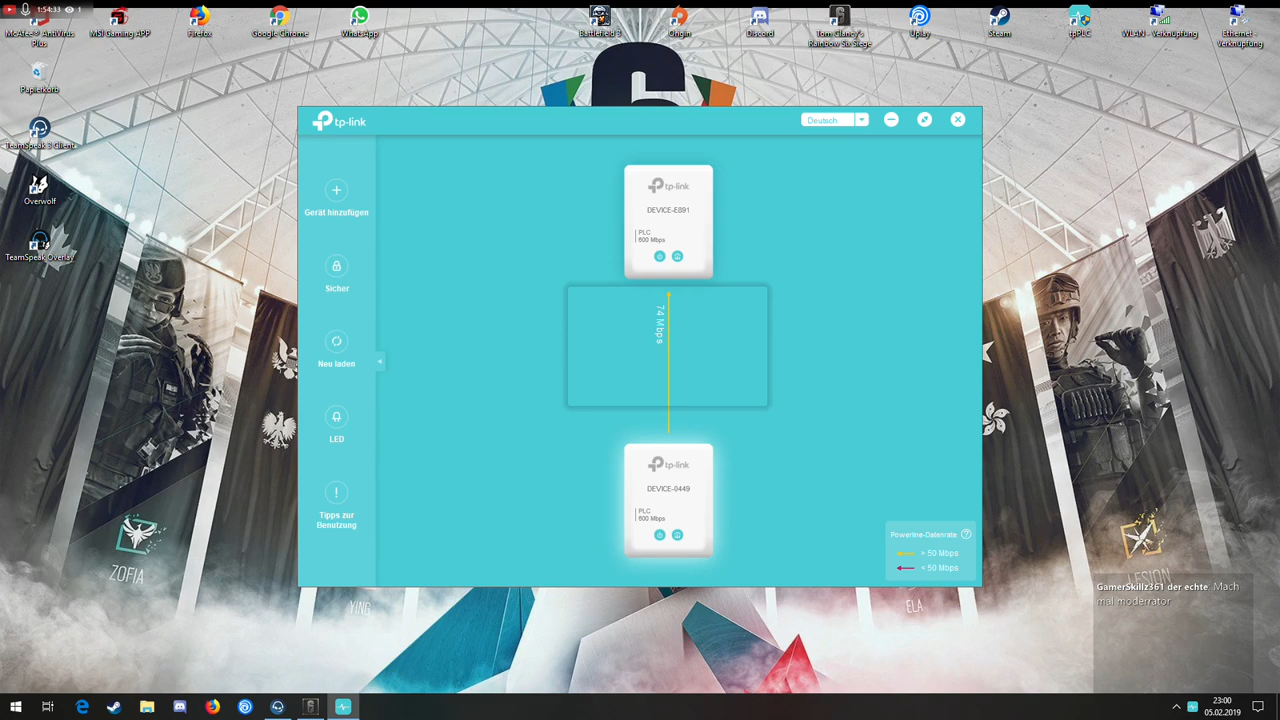 1:54:33 1
McAfee® AntiVirus Plus
MSI Gaming APP
Firefox
Google Chrome
WhatsApp
Battlefield 3
Origin
Discord
Tom Clancy's Rainbow Six Siege
Uplay
Steam
tpPLC
WLAN - Verknüpfung
Ethernet - Verknüpfung
Papierkorb
TeamSpeak 3 Client
Overwolf
TeamSpeak Overlay
6
tp-link
Deutsch
Gerät hinzufügen
Sicher
Neu laden
LED
Tipps zur
Benutzung
tp-link
DEVICE-E891
PLC
600 Mbps
74 Mbps
tp-link
DEVICE-0449
PLC
600 Mbps
Powerline-Datenrate ?
> 50 Mbps
< 50 Mbps
ZOFIA
YING
ELA
LESION
GamerSkillz361 der echte. Mach
mal moderrator
23:00
05.02.2019